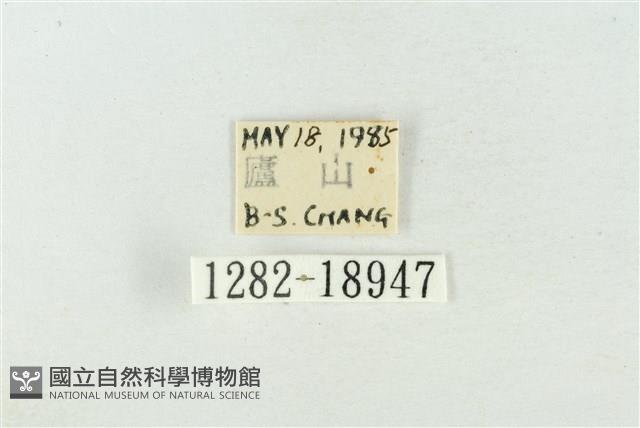 MAY 18, 1985
廬 山
B-S. CHANG
1282-18947
國立自然科學博物館
NATIONAL MUSEUM OF NATURAL SCIENCE